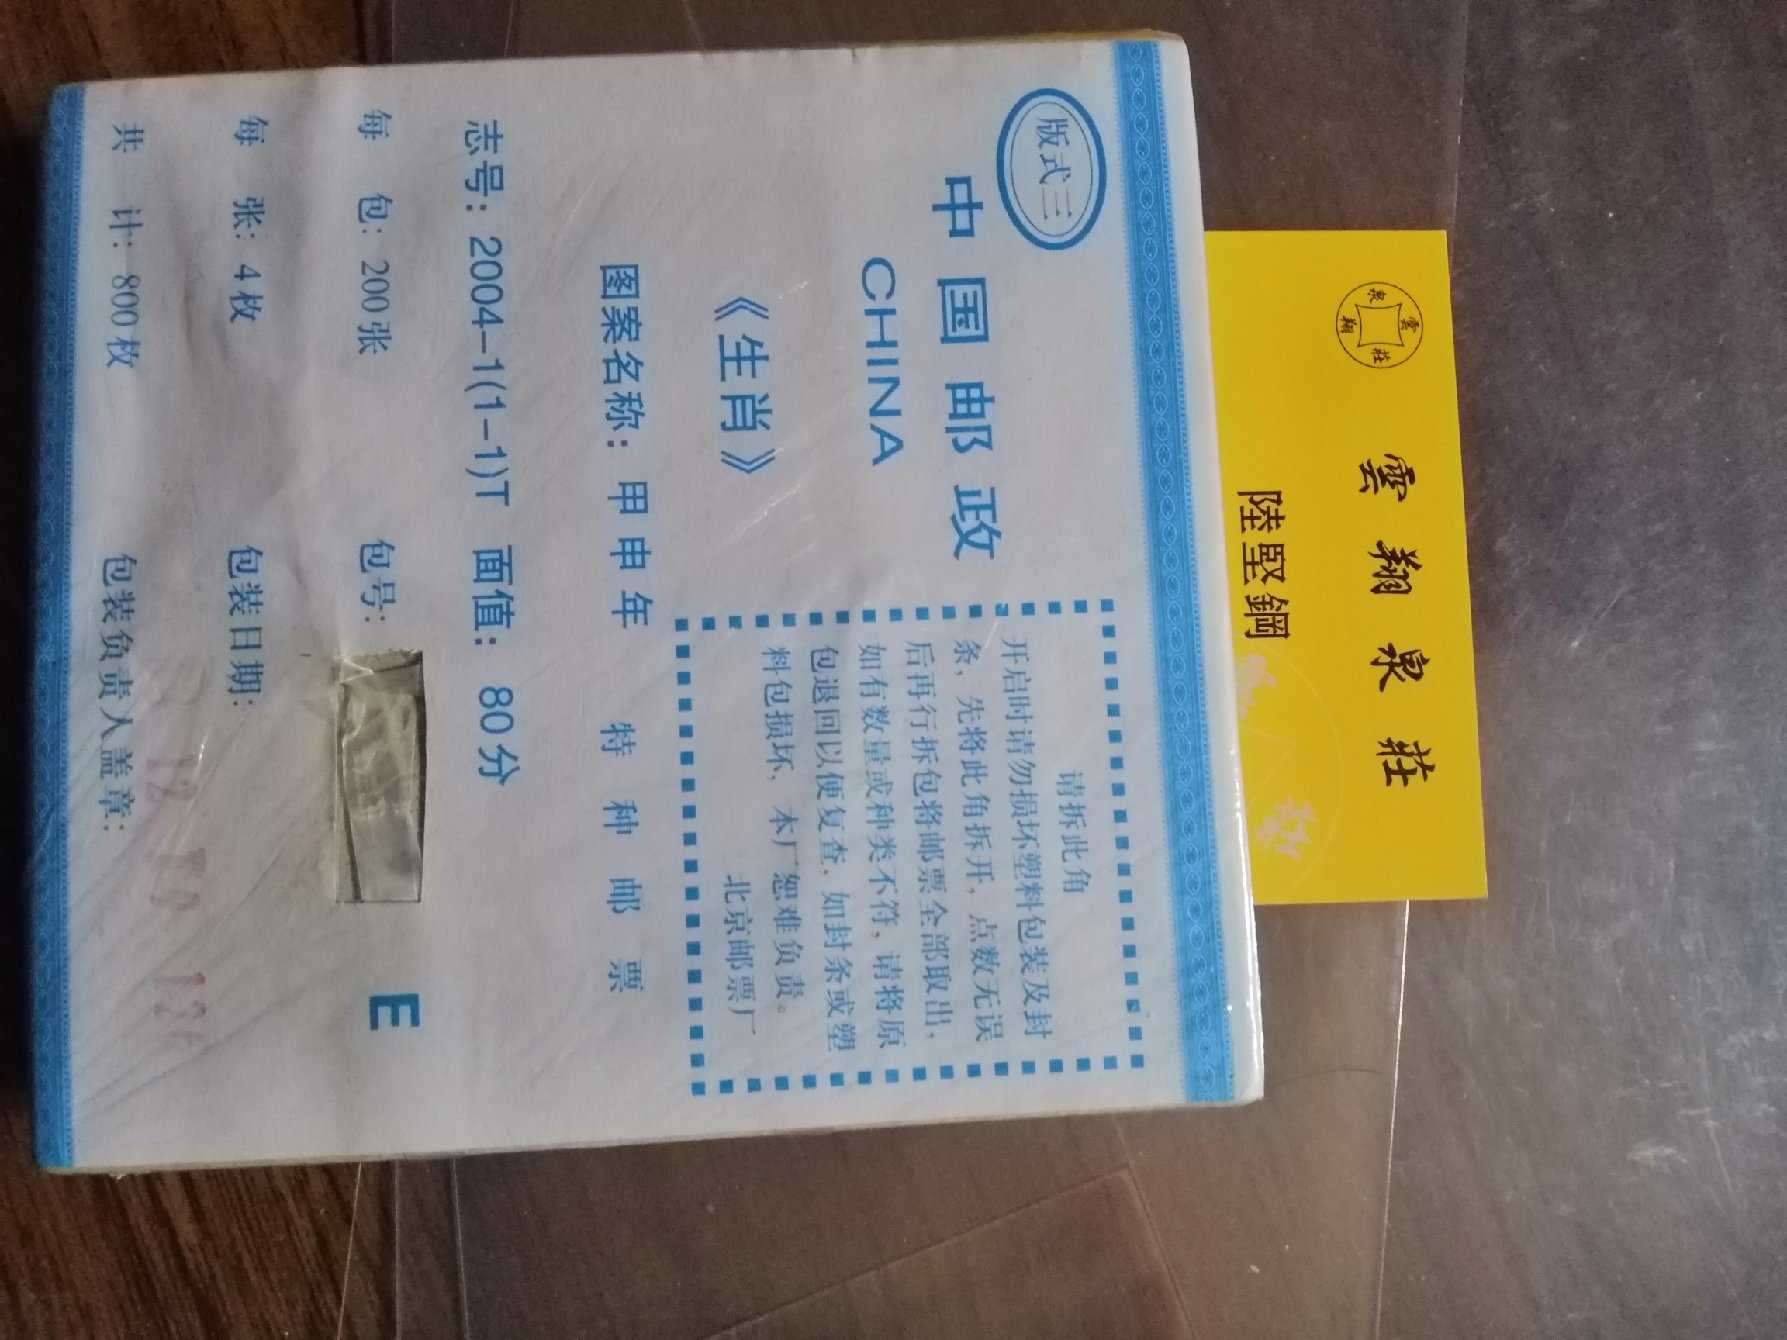 版式三
中国邮政
CHINA
《生肖》
图案名称：甲申年 特种邮票
志号：2004-1(1-1)T 面值：80分
每包：200张 包号：
E
每张：4枚 包装日期：
共计：800枚 包装负责人盖章：
请拆此角
开启时请勿损坏塑料包装及封
条，先将此角拆开，点数无误
后再行拆包将邮票全部取出，
如有数量或种类不符，请将原
包退回以便复查，如封条或塑
料包损坏，本厂恕难负责。
北京邮票厂
雲翔泉莊
雲翔泉莊
陸堅鋼